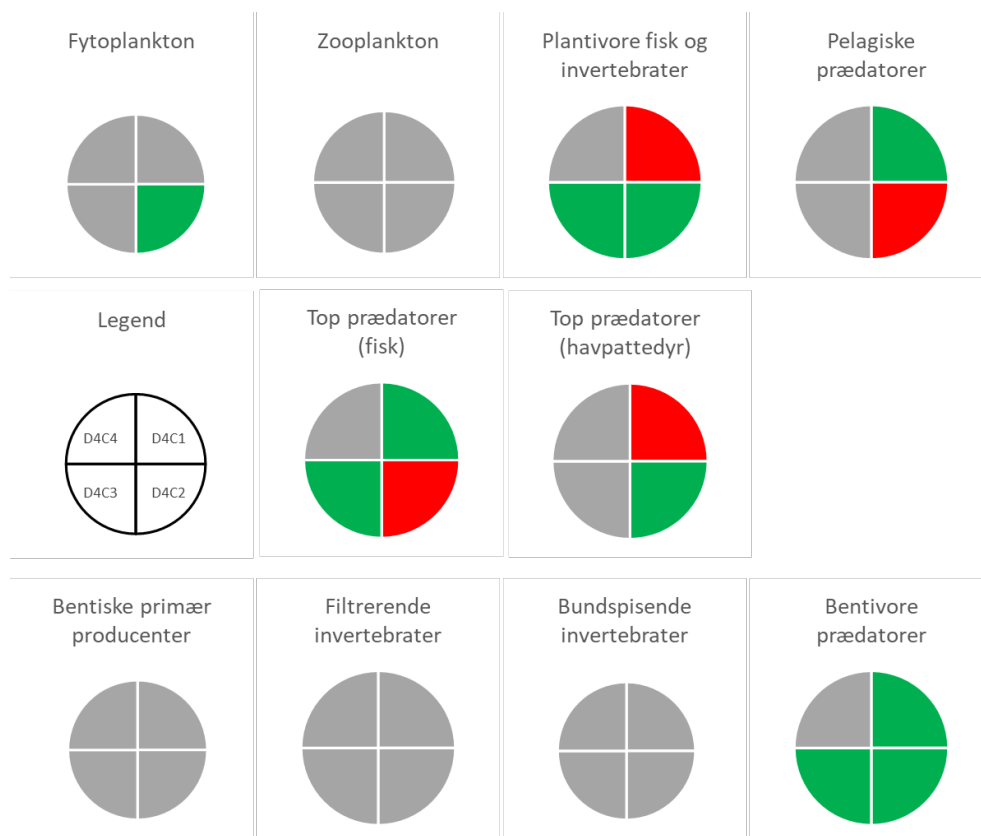 Fytoplankton
Zooplankton
Plantivore fisk og
invertebrater
Pelagiske
prædatorer
Legend
D4C4
D4C1
D4C3
D4C2
Top prædatorer
(fisk)
Top prædatorer
(havpattedyr)
Bentiske primær
producenter
Filtrerende
invertebrater
Bundspisende
invertebrater
Bentivore
prædatorer